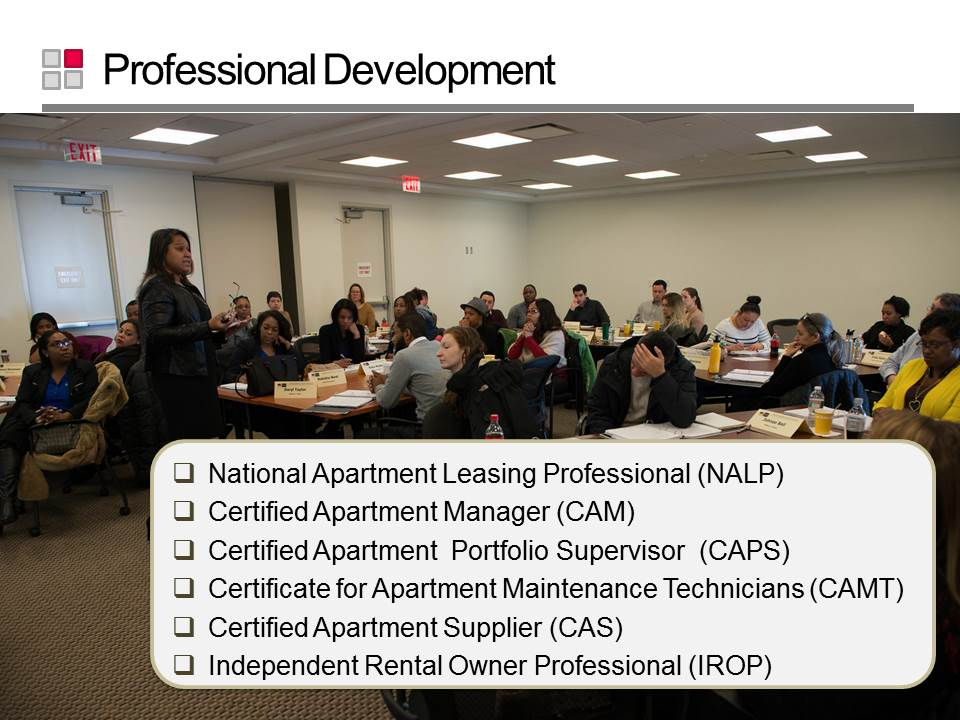 Professional Development
EXIT
EXIT
National Apartment Leasing Professional (NALP)
Certified Apartment Manager (CAM)
Certified Apartment Portfolio Supervisor (CAPS)
Certificate for Apartment Maintenance Technicians (CAMT)
Certified Apartment Supplier (CAS)
Independent Rental Owner Professional (IROP)